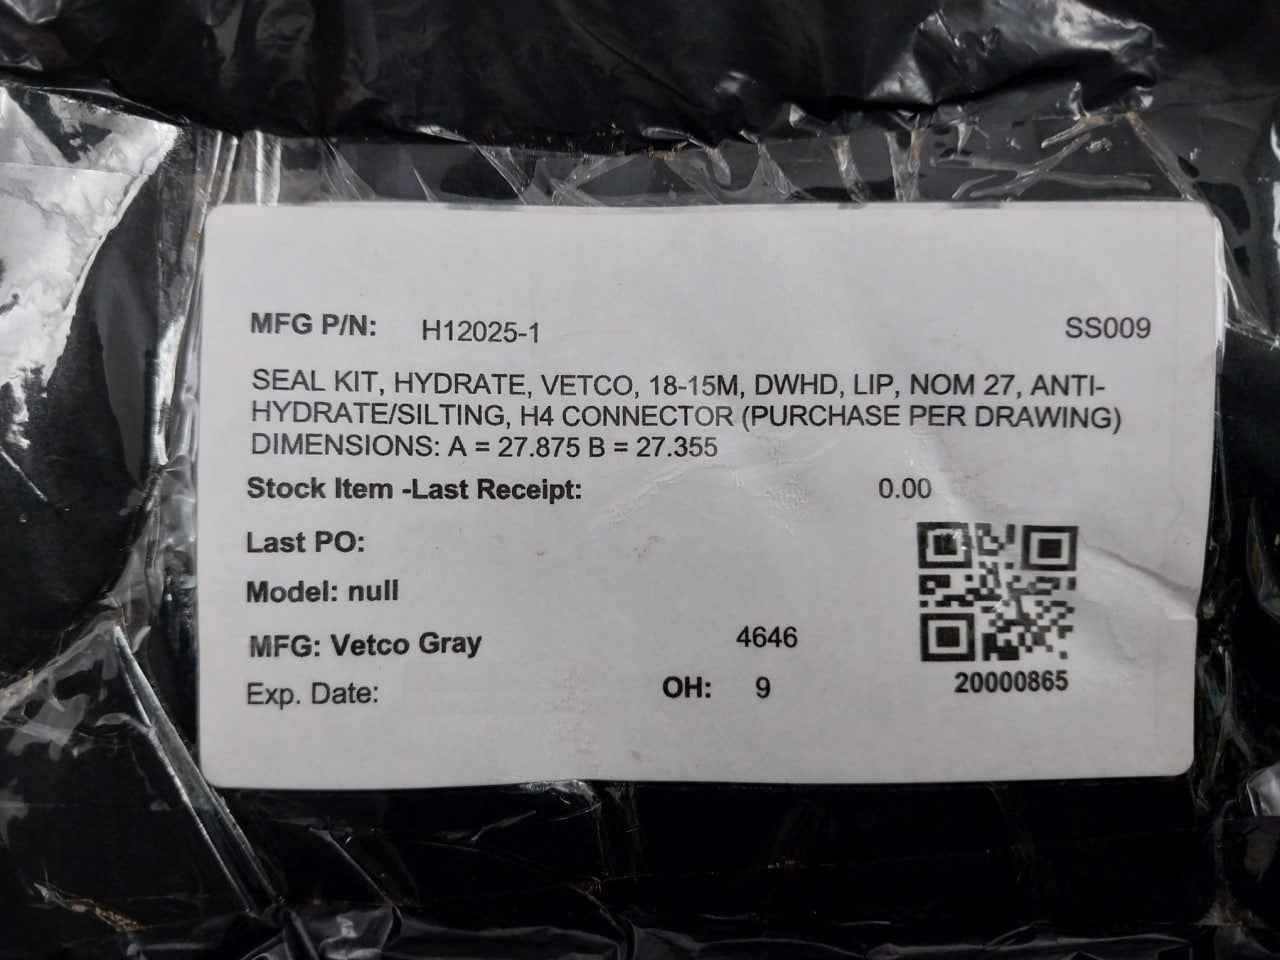 MFG P/N: H12025-1 SS009
SEAL KIT, HYDRATE, VETCO, 18-15M, DWHD, LIP, NOM 27, ANTI-
HYDRATE/SILTING, H4 CONNECTOR (PURCHASE PER DRAWING)
DIMENSIONS: A = 27.875 B = 27.355
Stock Item -Last Receipt: 0.00
Last PO:
Model: null
MFG: Vetco Gray 4646
Exp. Date: OH: 9 20000865